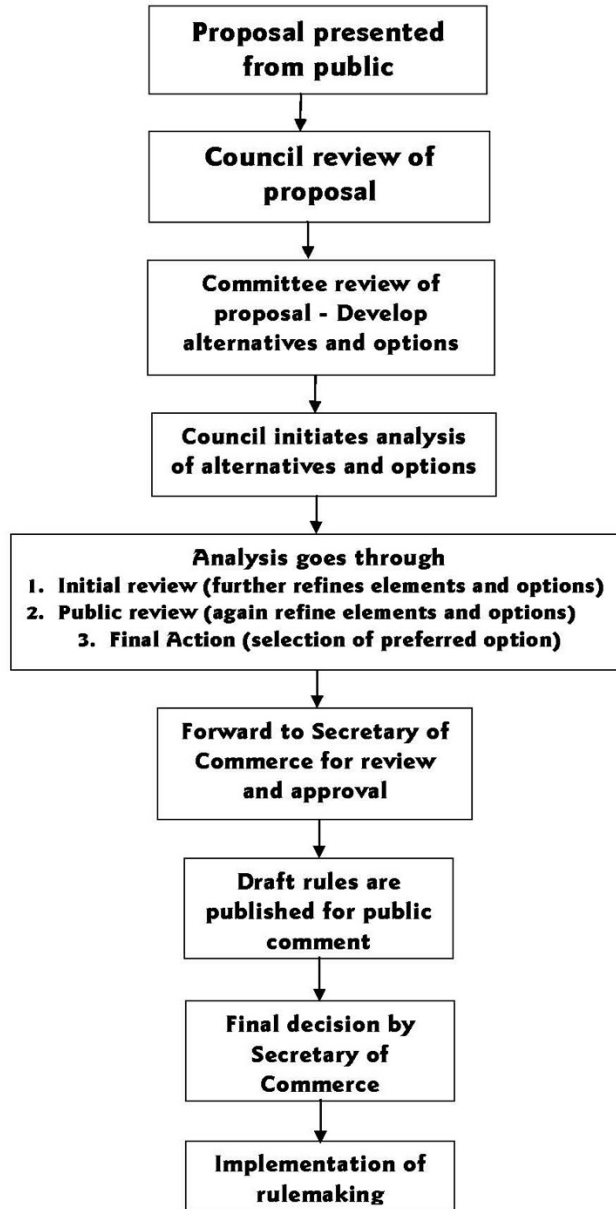 Proposal presented
from public
Council review of
proposal
Committee review of
proposal - Develop
alternatives and options
Council initiates analysis
of alternatives and options
Analysis goes through
1. Initial review (further refines elements and options)
2. Public review (again refine elements and options)
3. Final Action (selection of preferred option)
Forward to Secretary of
Commerce for review
and approval
Draft rules are
published for public
comment
Final decision by
Secretary of
Commerce
Implementation of
rulemaking